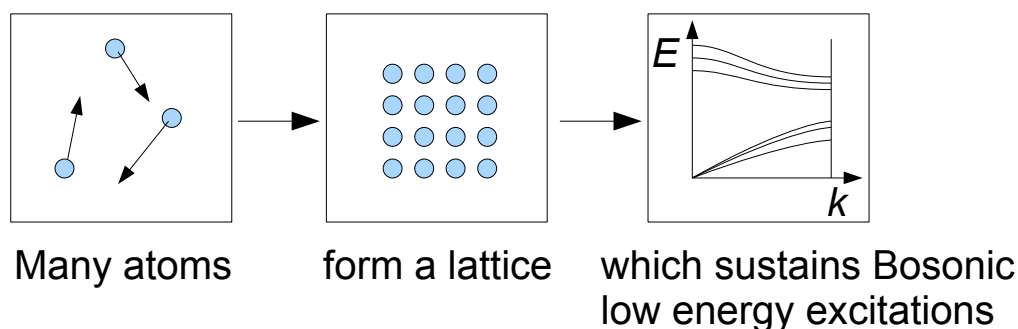 E
k
Many atoms
form a lattice
which sustains Bosonic
low energy excitations